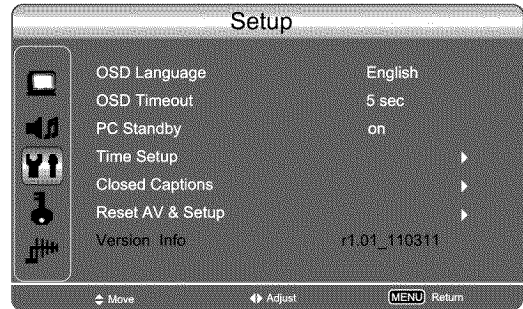 Setup
OSD Language English
OSD Timeout 5 sec
PC Standby on
Time Setup
Closed Captions
Reset AV & Setup
Version Info r1.01_110311
Move Adjust MENU Return